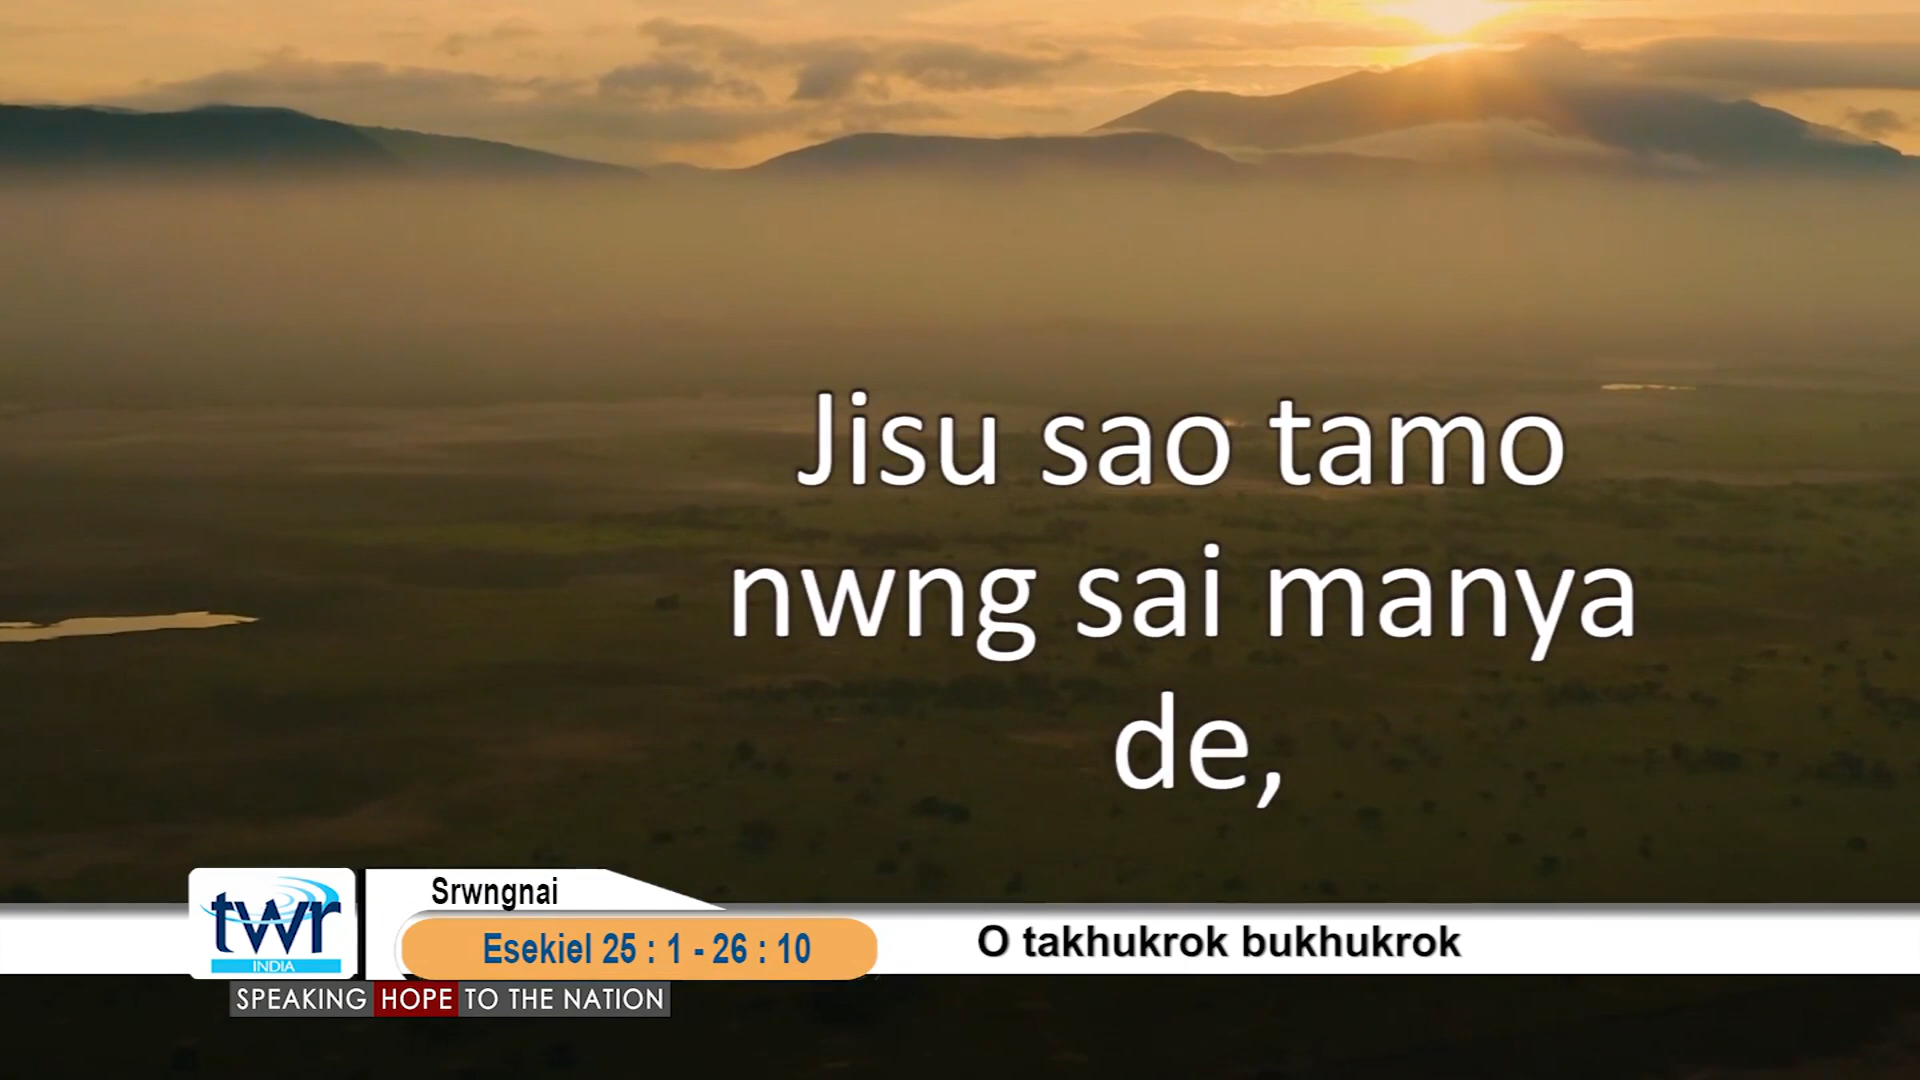 Jisu sao tamo
nwng sai manya
de,
twr
INDIA
Srwngnai
Esekiel 25 : 1 - 26 : 10
O takhukrok bukhukrok
SPEAKING HOPE TO THE NATION